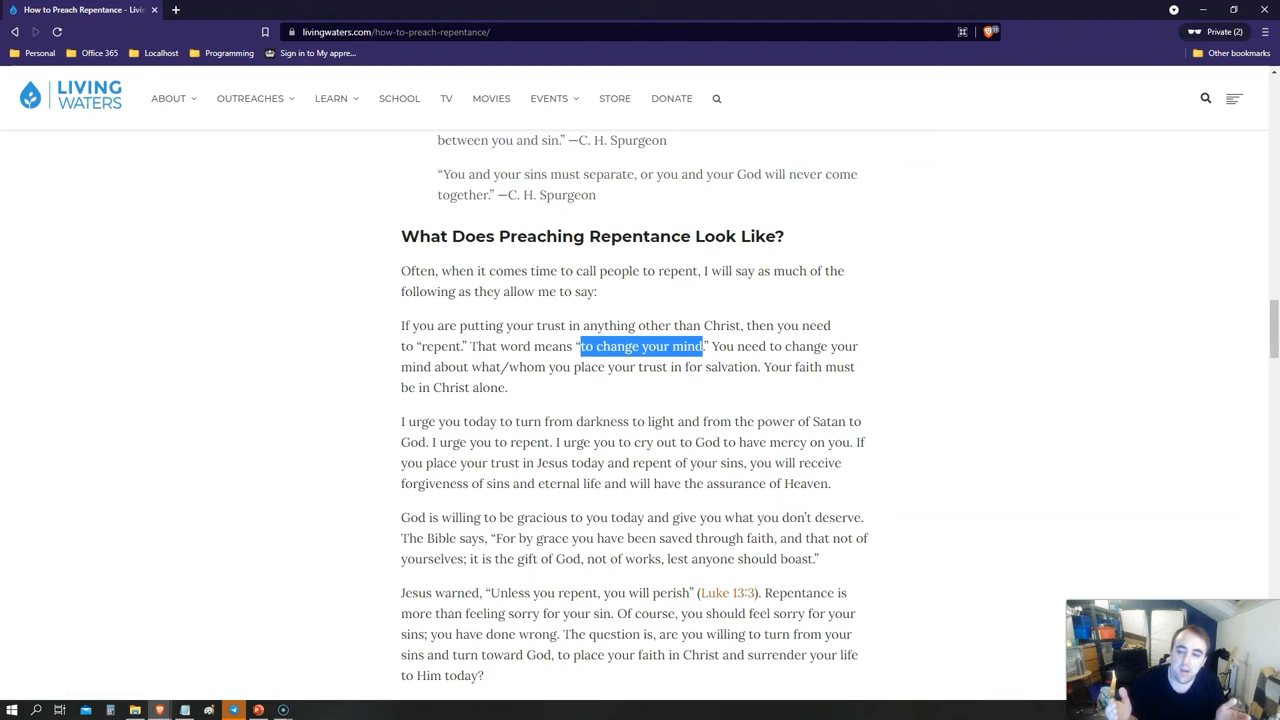 How to Preach Repentance - Livi
livingwaters.com/how-to-preach-repentance/
Private (2)
Personal
Office 365
Localhost
Programming
Sign in to My appre...
Other bookmarks
LIVING
WATERS
ABOUT
OUTREACHES
LEARN
SCHOOL
TV
MOVIES
EVENTS
STORE
DONATE
between you and sin.” —C. H. Spurgeon
“You and your sins must separate, or you and your God will never come
together.” —C. H. Spurgeon
What Does Preaching Repentance Look Like?
Often, when it comes time to call people to repent, I will say as much of the
following as they allow me to say:
If you are putting your trust in anything other than Christ, then you need
to “repent.” That word means “to change your mind.” You need to change your
mind about what/whom you place your trust in for salvation. Your faith must
be in Christ alone.
I urge you today to turn from darkness to light and from the power of Satan to
God. I urge you to repent. I urge you to cry out to God to have mercy on you. If
you place your trust in Jesus today and repent of your sins, you will receive
forgiveness of sins and eternal life and will have the assurance of Heaven.
God is willing to be gracious to you today and give you what you don’t deserve.
The Bible says, “For by grace you have been saved through faith, and that not of
yourselves; it is the gift of God, not of works, lest anyone should boast.”
Jesus warned, “Unless you repent, you will perish” (Luke 13:3). Repentance is
more than feeling sorry for your sin. Of course, you should feel sorry for your
sins; you have done wrong. The question is, are you willing to turn from your
sins and turn toward God, to place your faith in Christ and surrender your life
to Him today?